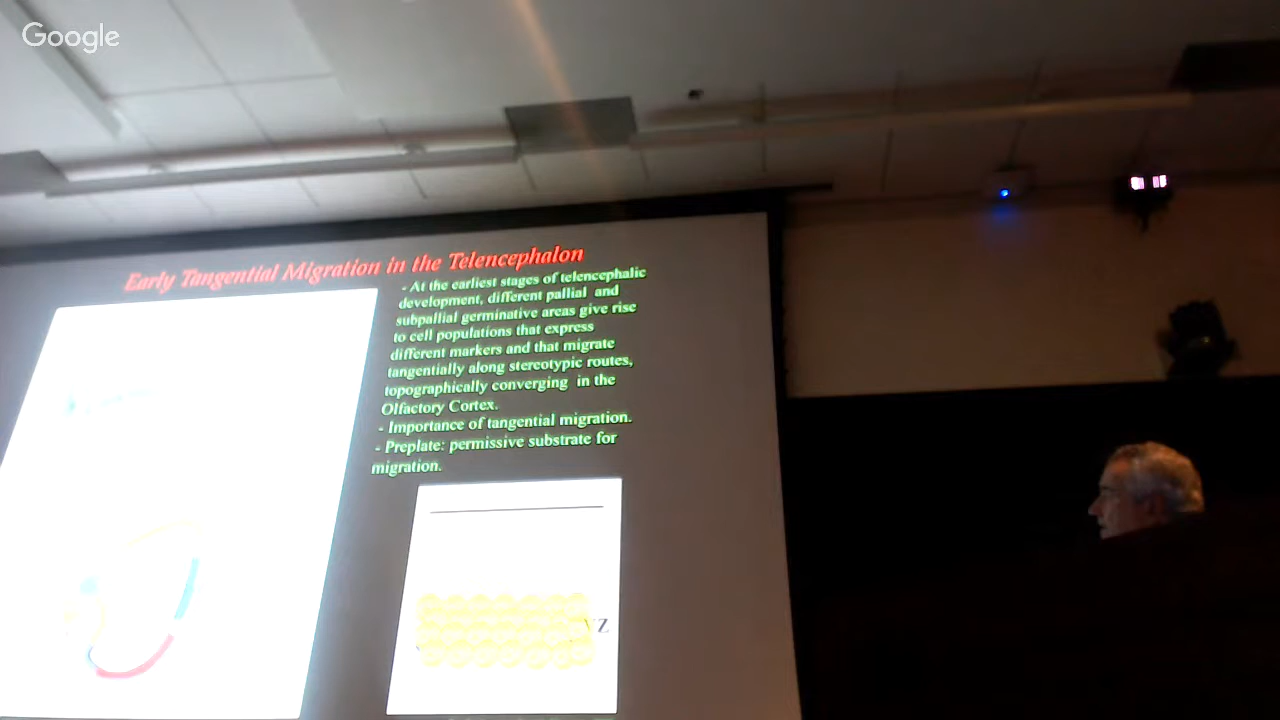 Google
Early Tangential Migration in the Telencephalon
- At the earliest stages of telencephalic
development, different pallial and
subpallial germinative areas give rise
to cell populations that express
different markers and that migrate
tangentially along stereotypic routes,
topographically converging in the
Olfactory Cortex.
- Importance of tangential migration.
- Preplate: permissive substrate for
migration.
VZ